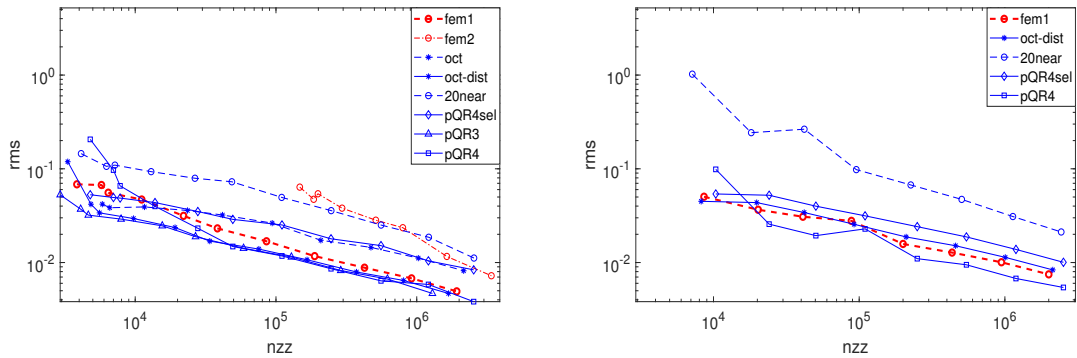 10^0
10^-1
10^-2
rms
10^4
10^5
10^6
nzz
fem1
fem2
oct
oct-dist
20near
pQR4sel
pQR3
pQR4
10^0
10^-1
10^-2
rms
10^4
10^5
10^6
nzz
fem1
oct-dist
20near
pQR4sel
pQR4